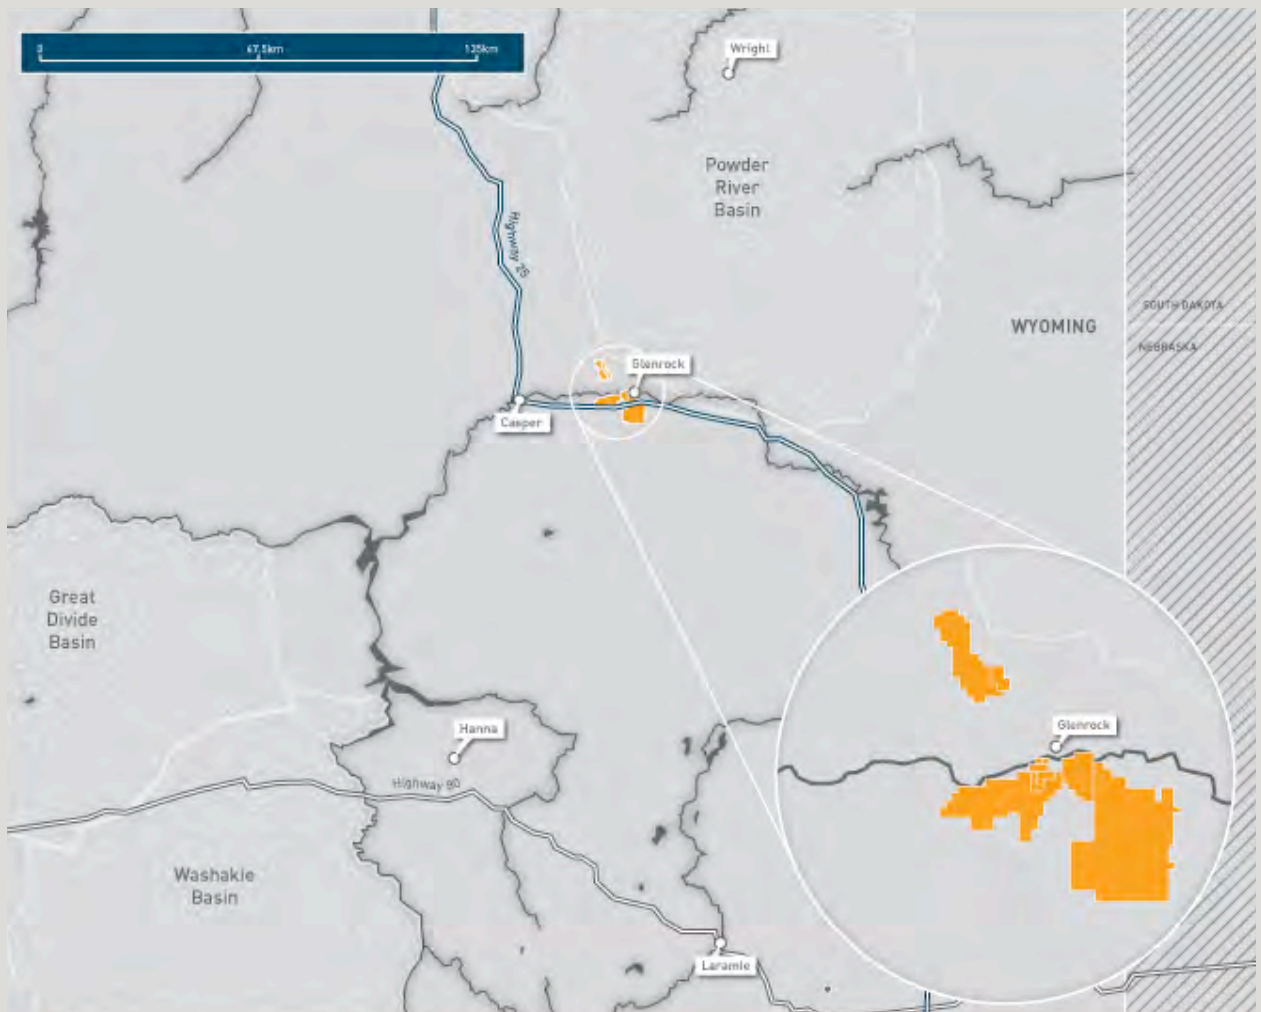 0 67.5km 135km
Wright
Powder
River
Basin
Highway 25
SOUTH DAKOTA
WYOMING
NEBRASKA
Glenrock
Casper
Great
Divide
Basin
Hanna
Glenrock
Highway 90
Washakie
Basin
Laramie